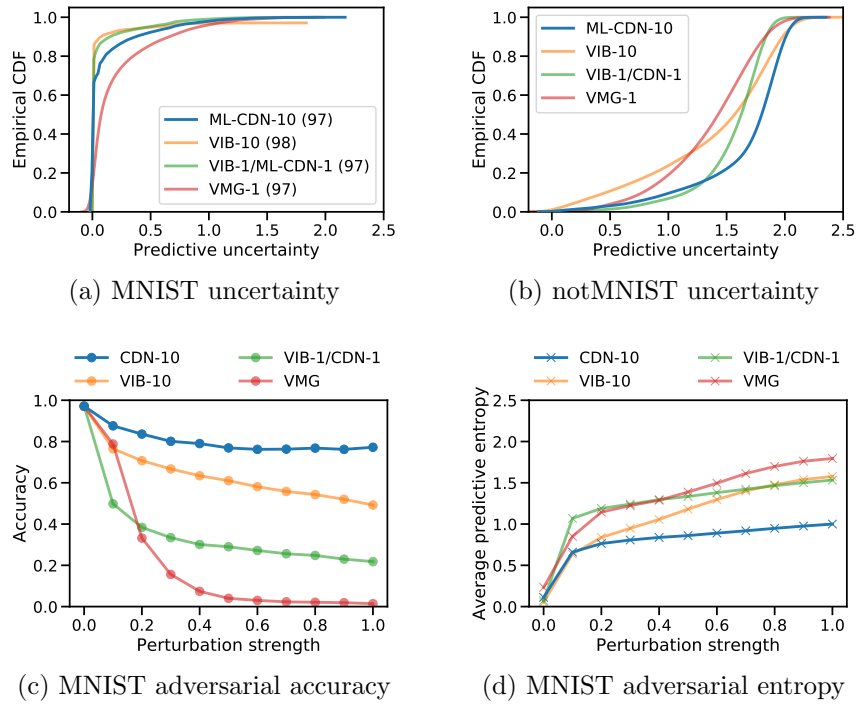 1.0
0.8
0.6
0.4
0.2
0.0
Empirical CDF
ML-CDN-10 (97)
VIB-10 (98)
VIB-1/ML-CDN-1 (97)
VMG-1 (97)
0.0 0.5 1.0 1.5 2.0 2.5
Predictive uncertainty
(a) MNIST uncertainty
1.0
0.8
0.6
0.4
0.2
0.0
Empirical CDF
ML-CDN-10
VIB-10
VIB-1/CDN-1
VMG-1
0.0 0.5 1.0 1.5 2.0 2.5
Predictive uncertainty
(b) notMNIST uncertainty
CDN-10 VIB-1/CDN-1
VIB-10 VMG
1.0
0.8
0.6
0.4
0.2
0.0
Accuracy
0.0 0.2 0.4 0.6 0.8 1.0
Perturbation strength
(c) MNIST adversarial accuracy
CDN-10 VIB-1/CDN-1
VIB-10 VMG
2.5
2.0
1.5
1.0
0.5
0.0
Average predictive entropy
0.0 0.2 0.4 0.6 0.8 1.0
Perturbation strength
(d) MNIST adversarial entropy